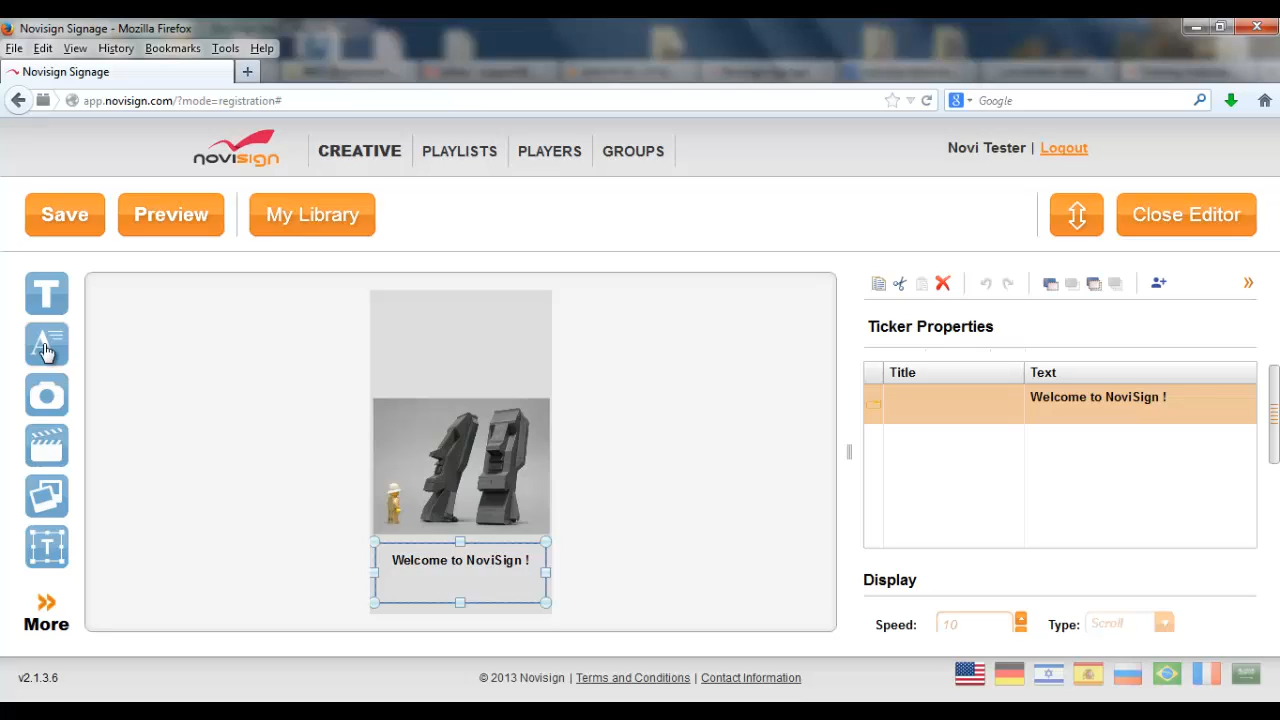 Novisign Signage - Mozilla Firefox
File Edit View History Bookmarks Tools Help
Novisign Signage
app.novisign.com/?mode=registration#
Google
novisign
CREATIVE PLAYLISTS PLAYERS GROUPS
Novi Tester | Logout
Save Preview My Library Close Editor
T
A
T
More
Welcome to NoviSign !
Ticker Properties
Title Text
Welcome to NoviSign !
Display
Speed: 10 Type: Scroll
v2.1.3.6
© 2013 Novisign | Terms and Conditions | Contact Information